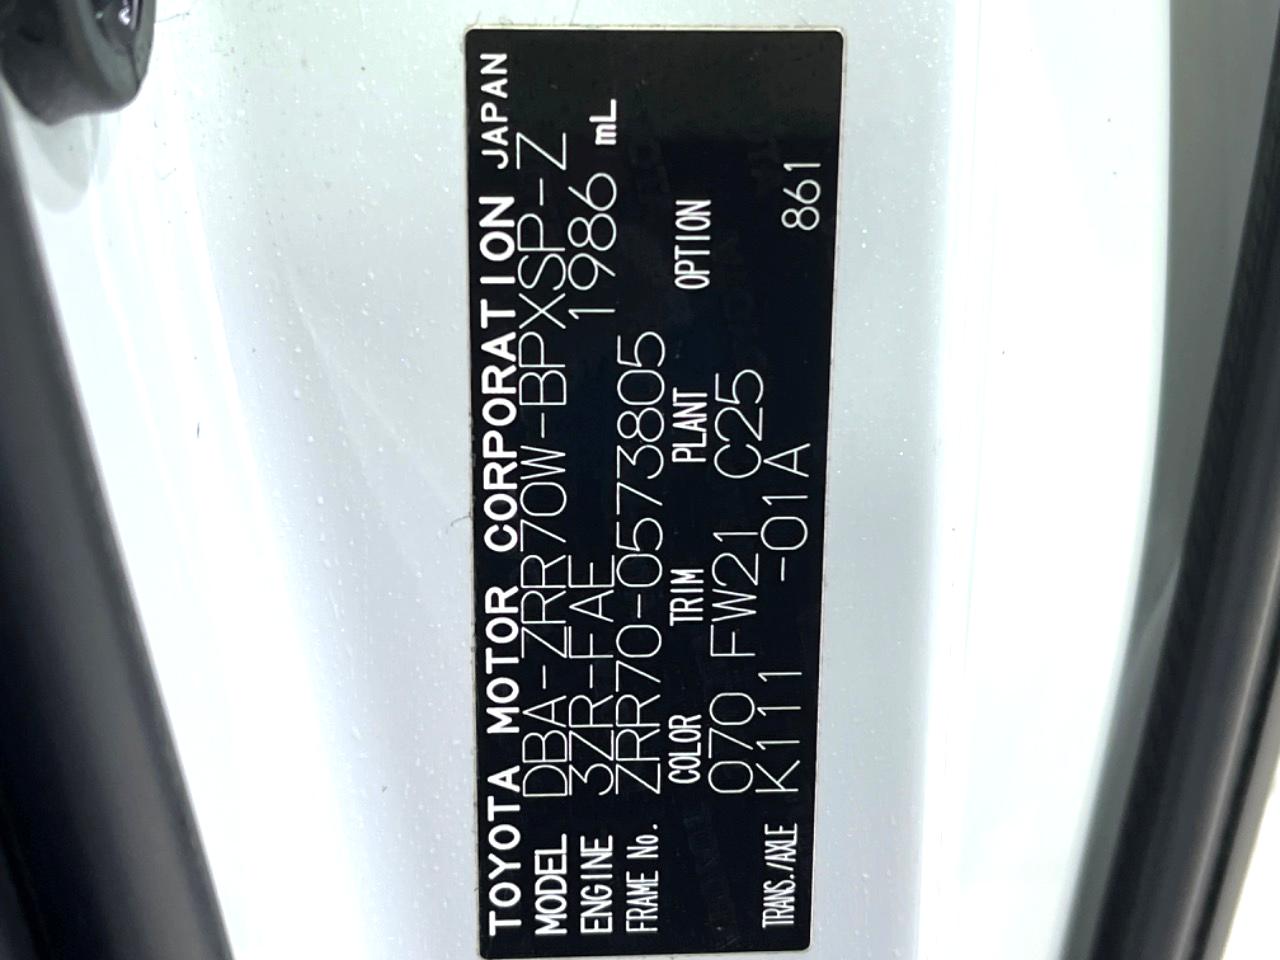 TOYOTA MOTOR CORPORATION JAPAN
MODEL DBA-ZRR70W-BPXSP-Z
ENGINE 3ZR-FAE 1986 mL
FRAME No. ZRR70-0573805
COLOR TRIM PLANT OPTION
070 FW21 C25
TRANS./AXLE K111 -01A 861